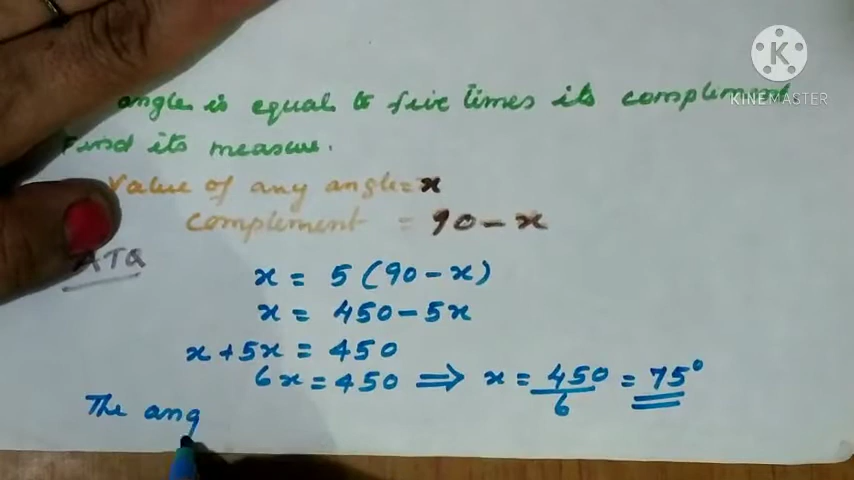 angle is equal to five times its complement
Find its measure.
Value of any angle = x
complement = 90 - x
ATQ
x = 5 (90 - x)
x = 450 - 5x
x + 5x = 450
6x = 450 ⇒ x = 450/6 = 75°
The ang
K
KINEMASTER